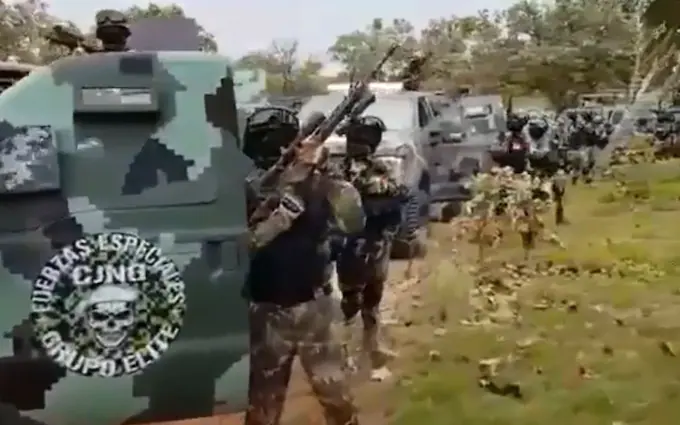 FUERZAS ESPECIALES
CJNG
GRUPO ELITE